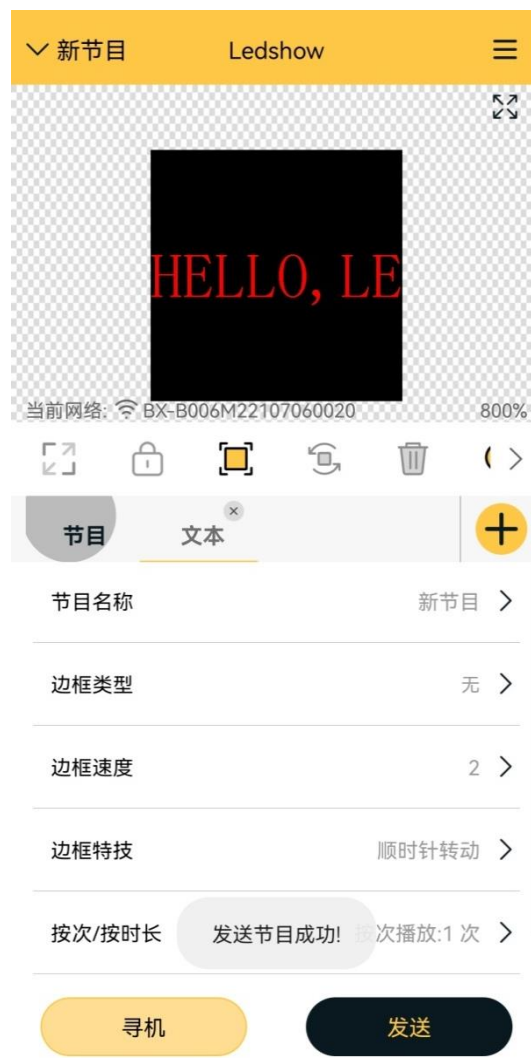 新节目 Ledshow
HELLO, LE
当前网络: BX-B006M22107060020 800%
节目 文本
节目名称 新节目
边框类型 无
边框速度 2
边框特技 顺时针转动
按次/按时长 按次播放:1 次
发送节目成功!
寻机 发送